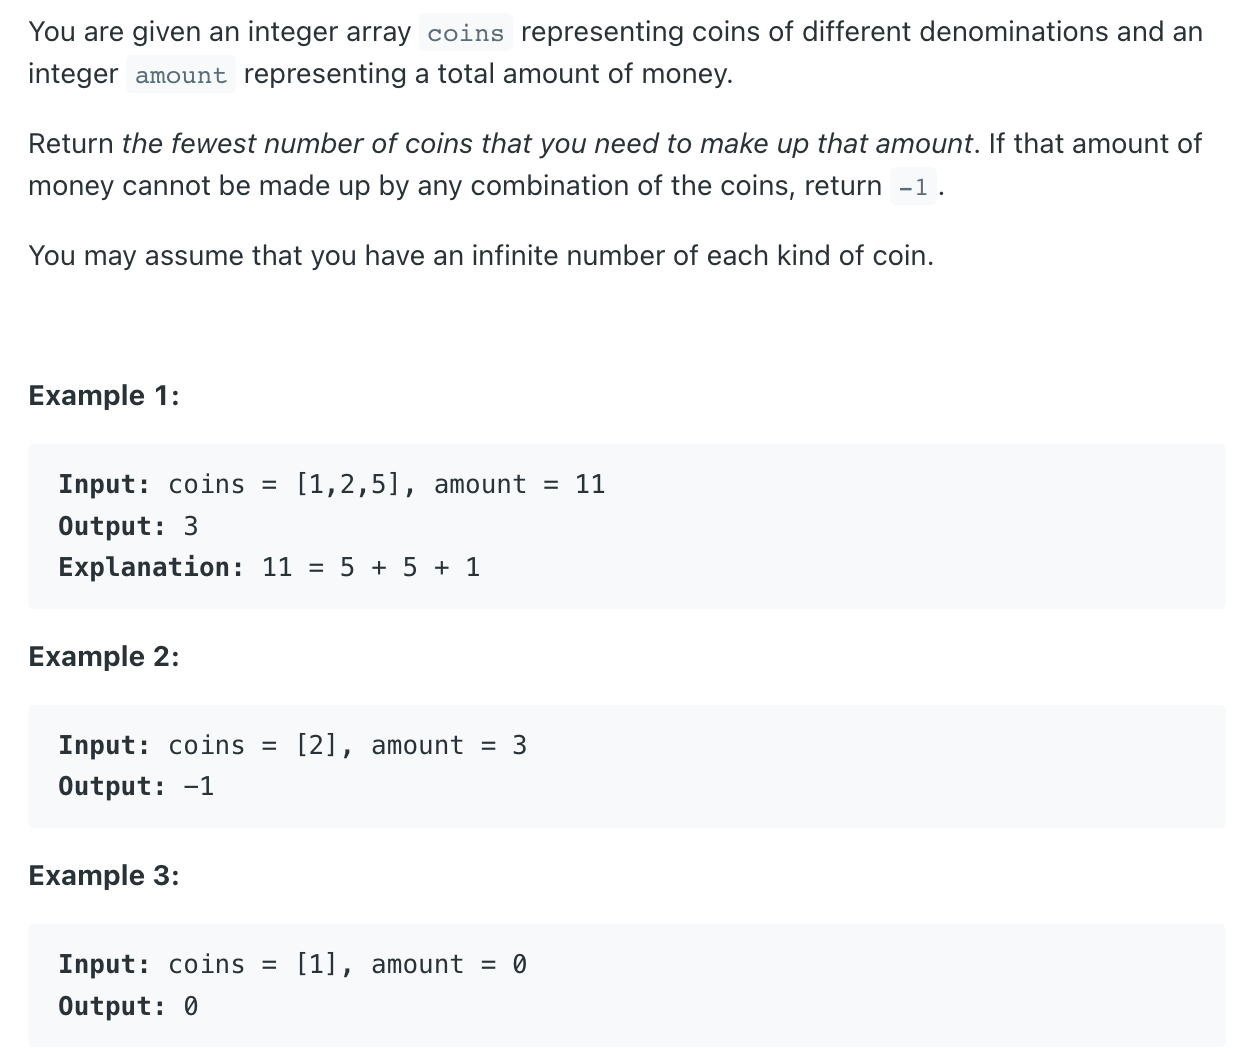 You are given an integer array coins representing coins of different denominations and an
integer amount representing a total amount of money.
Return the fewest number of coins that you need to make up that amount. If that amount of
money cannot be made up by any combination of the coins, return -1.
You may assume that you have an infinite number of each kind of coin.
Example 1:
Input: coins = [1,2,5], amount = 11
Output: 3
Explanation: 11 = 5 + 5 + 1
Example 2:
Input: coins = [2], amount = 3
Output: -1
Example 3:
Input: coins = [1], amount = 0
Output: 0